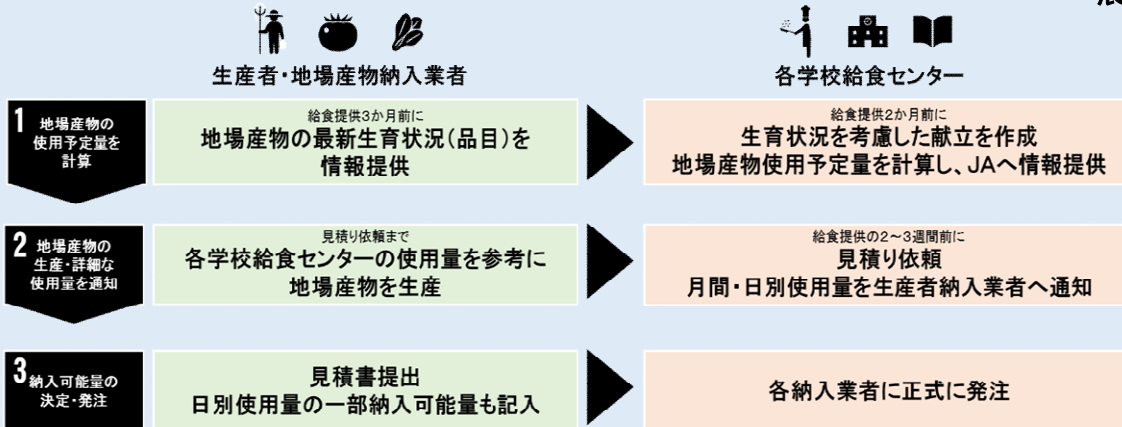 生産者・地場産物納入業者
各学校給食センター
1 地場産物の
使用予定量を
計算
給食提供3か月前に
地場産物の最新生育状況(品目)を
情報提供
給食提供2か月前に
生育状況を考慮した献立を作成
地場産物使用予定量を計算し、JAへ情報提供
2 地場産物の
生産・詳細な
使用量を通知
見積り依頼まで
各学校給食センターの使用量を参考に
地場産物を生産
給食提供の2～3週間前に
見積り依頼
月間・日別使用量を生産者納入業者へ通知
3 納入可能量の
決定・発注
見積書提出
日別使用量の一部納入可能量も記入
各納入業者に正式に発注